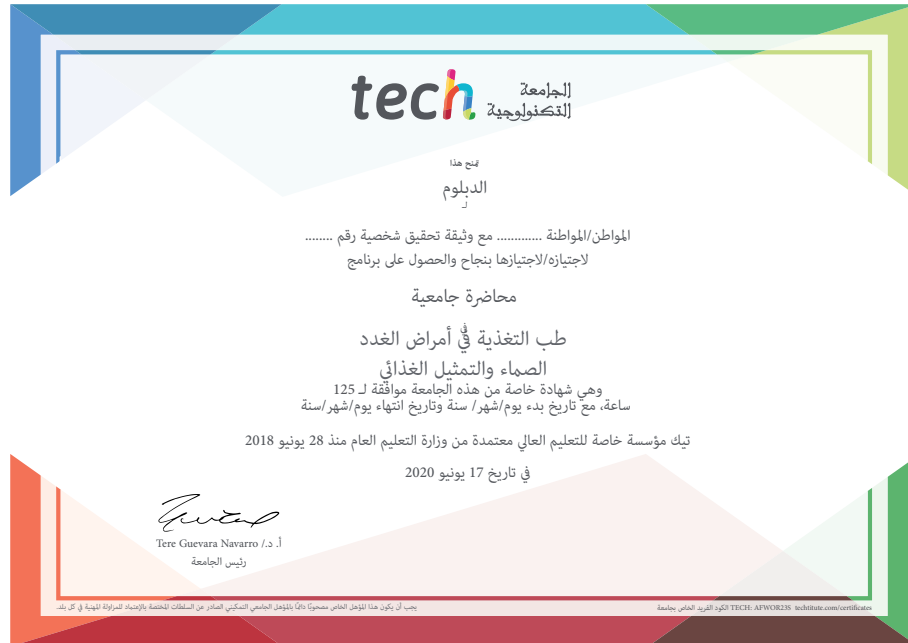 tech الجامعة
التكنولوجية
يمنح هذا
الدبلوم
لـ
المواطن/المواطنة ............. مع وثيقة تحقيق شخصية رقم ........
لاجتيازه/لاجتيازها بنجاح والحصول على برنامج
محاضرة جامعية
طب التغذية في أمراض الغدد
الصماء والتمثيل الغذائي
وهي شهادة خاصة من هذه الجامعة موافقة لـ 125
ساعة، مع تاريخ بدء يوم/شهر/ سنة وتاريخ انتهاء يوم/شهر/سنة
تيك مؤسسة خاصة للتعليم العالي معتمدة من وزارة التعليم العام منذ 28 يونيو 2018
في تاريخ 17 يونيو 2020
أ. د./ Tere Guevara Navarro
رئيس الجامعة
يجب أن يكون هذا المؤهل الخاص مصحوبًا دائمًا بالمؤهل الجامعي التمكيني الصادر عن السلطات المختصة بالإعتماد للمزاولة المهنية في كل بلد.
الكود الفريد الخاص بجامعة TECH: AFWOR23S techtitute.com/certificates